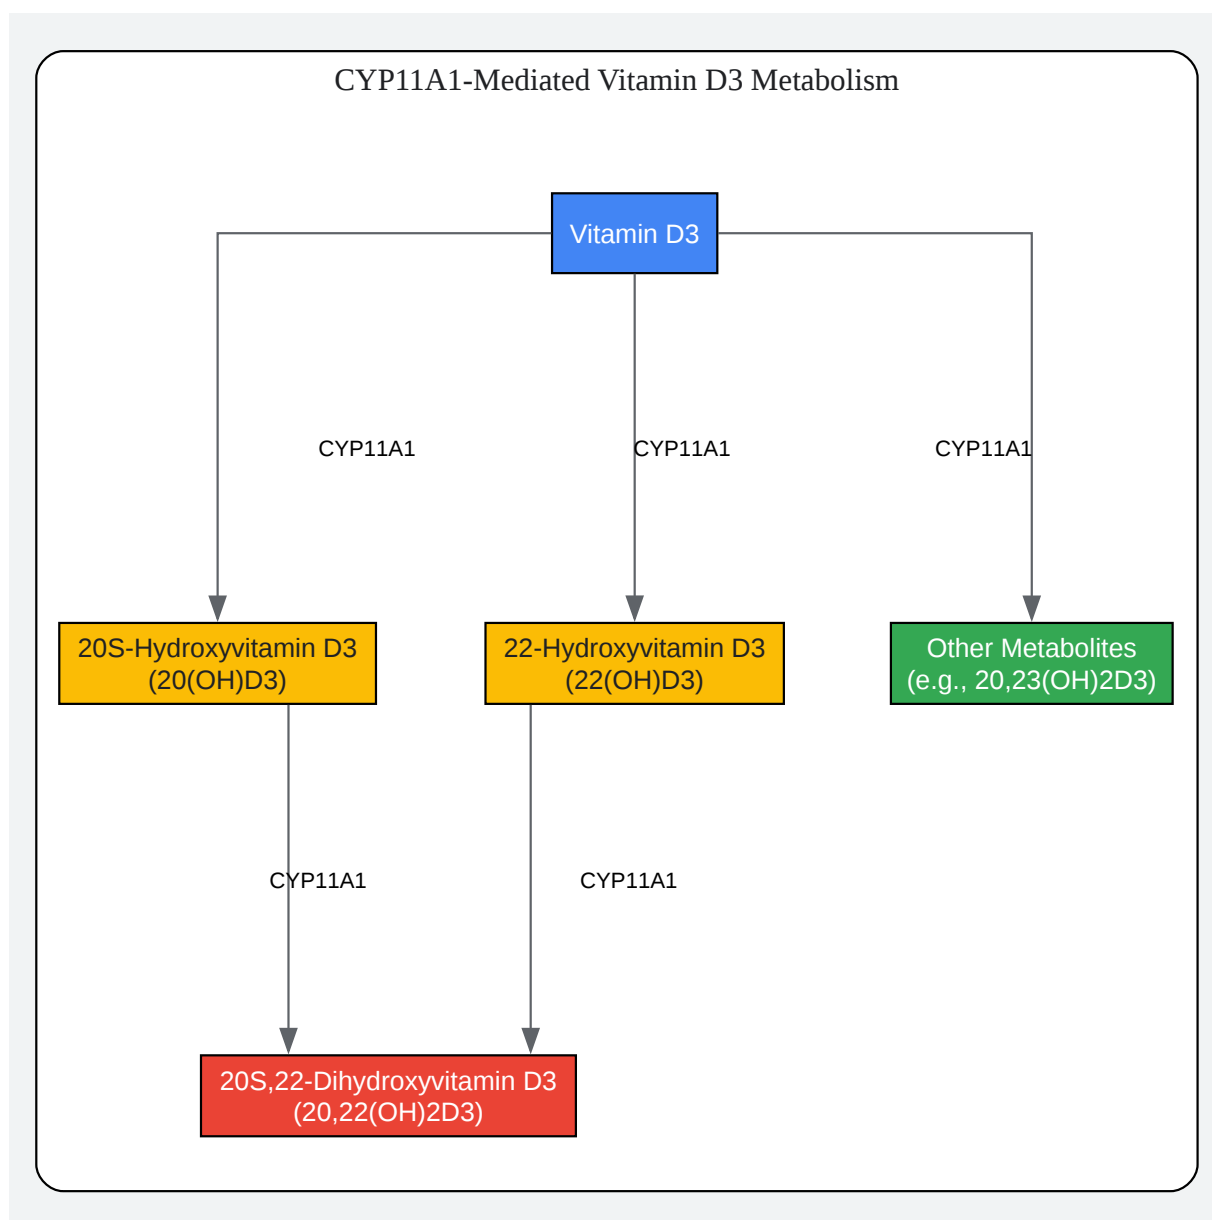 CYP11A1-Mediated Vitamin D3 Metabolism
Vitamin D3
CYP11A1
CYP11A1
CYP11A1
20S-Hydroxyvitamin D3
(20(OH)D3)
22-Hydroxyvitamin D3
(22(OH)D3)
Other Metabolites
(e.g., 20,23(OH)2D3)
CYP11A1
CYP11A1
20S,22-Dihydroxyvitamin D3
(20,22(OH)2D3)